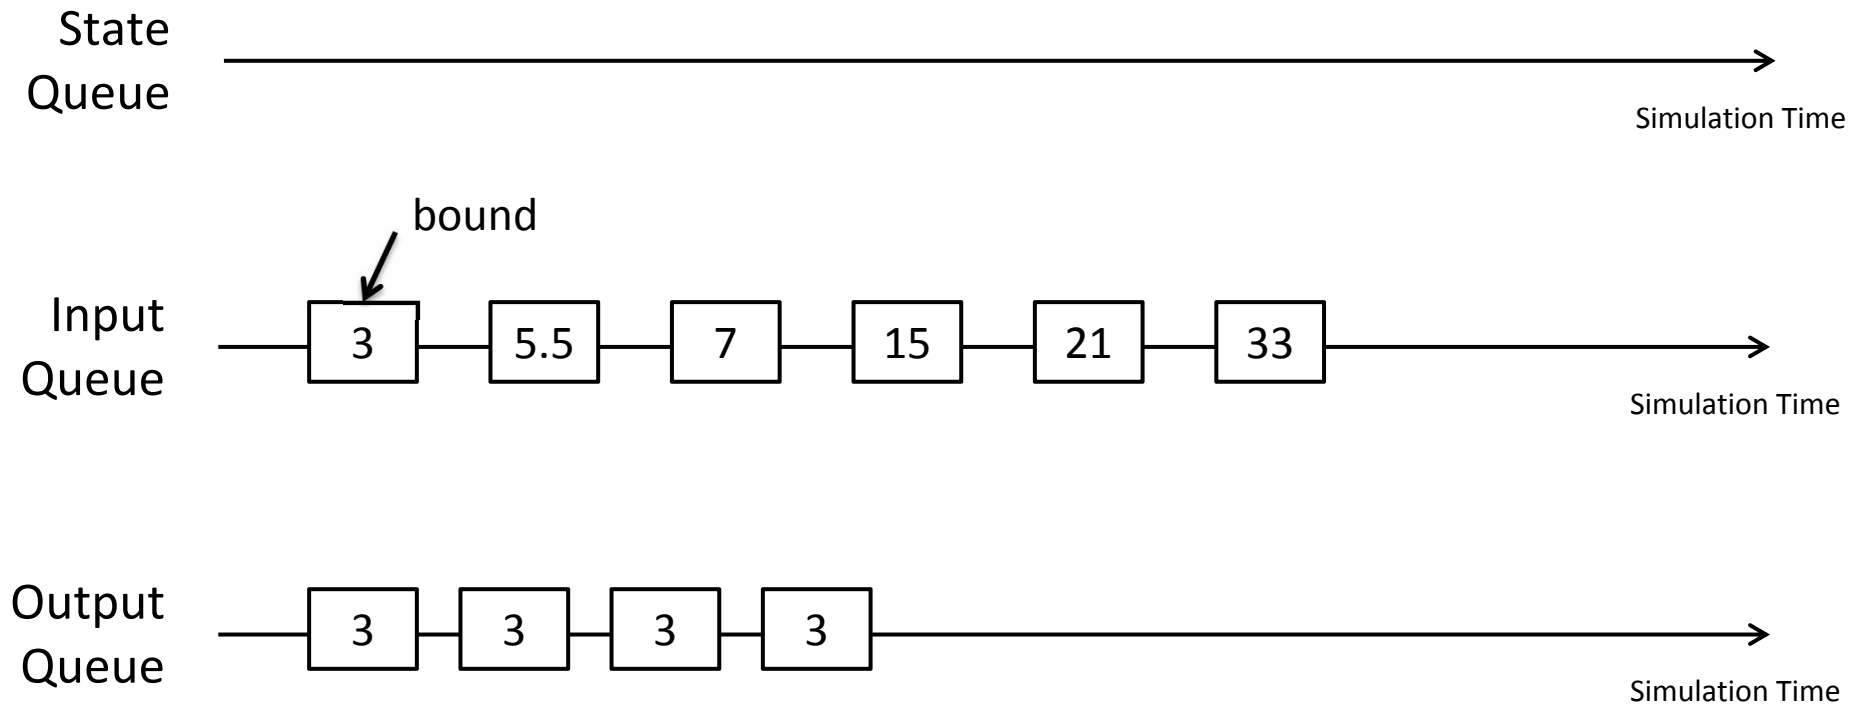 State
Queue
Simulation Time
bound
Input
Queue
3 5.5 7 15 21 33
Simulation Time
Output
Queue
3 3 3 3
Simulation Time